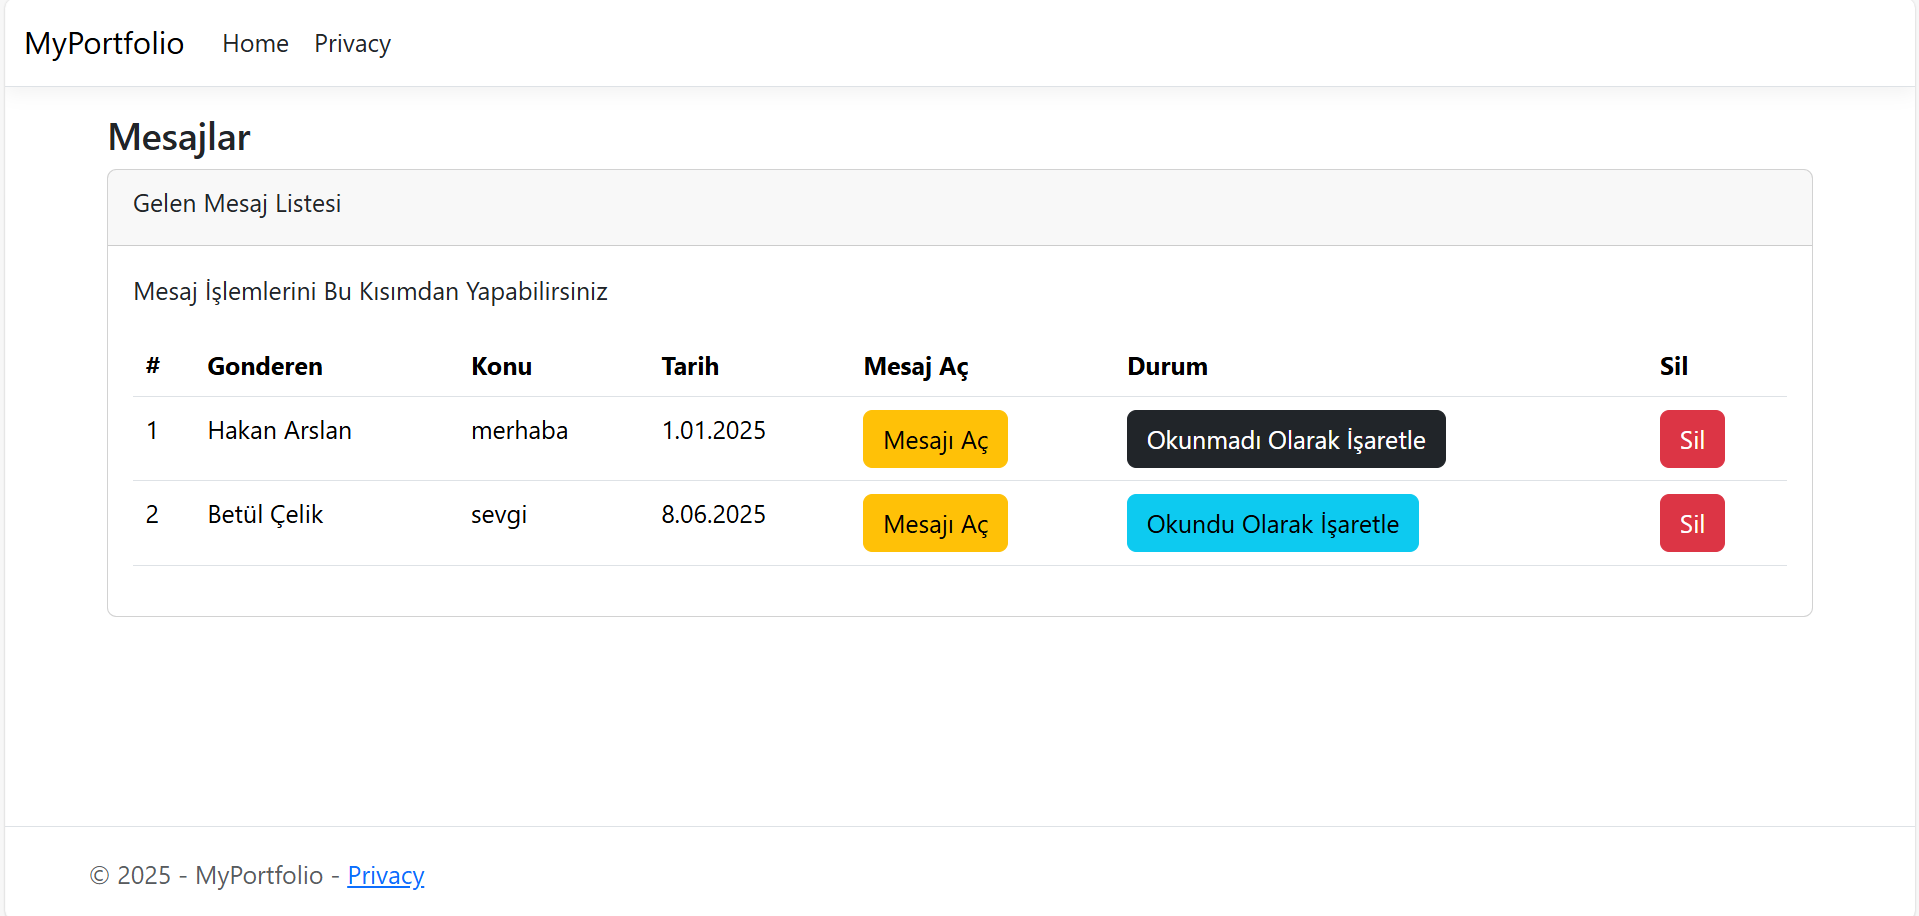 MyPortfolio Home Privacy
Mesajlar
Gelen Mesaj Listesi
Mesaj İşlemlerini Bu Kısımdan Yapabilirsiniz
# Gonderen Konu Tarih Mesaj Aç Durum Sil
1 Hakan Arslan merhaba 1.01.2025 Mesajı Aç Okunmadı Olarak İşaretle Sil
2 Betül Çelik sevgi 8.06.2025 Mesajı Aç Okundu Olarak İşaretle Sil
© 2025 - MyPortfolio - Privacy